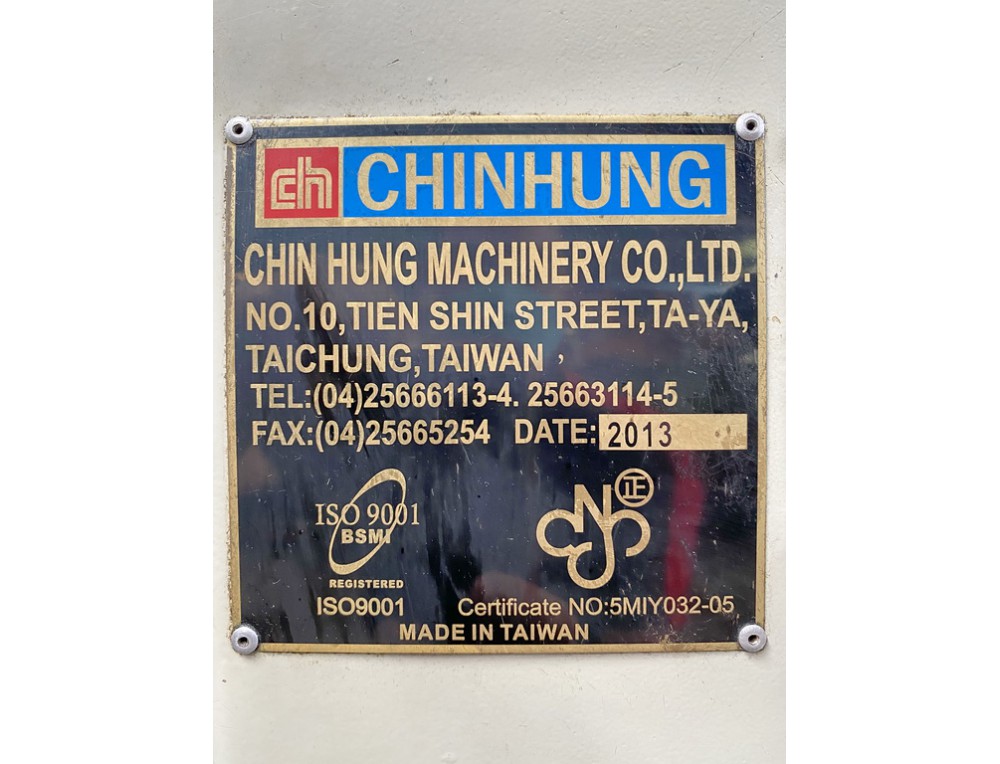 ch CHINHUNG
CHIN HUNG MACHINERY CO.,LTD.
NO.10,TIEN SHIN STREET,TA-YA,
TAICHUNG,TAIWAN ,
TEL:(04)25666113-4. 25663114-5
FAX:(04)25665254 DATE: 2013
ISO 9001
BSMI
REGISTERED
ISO9001
CNS 正
Certificate NO:5MIY032-05
MADE IN TAIWAN